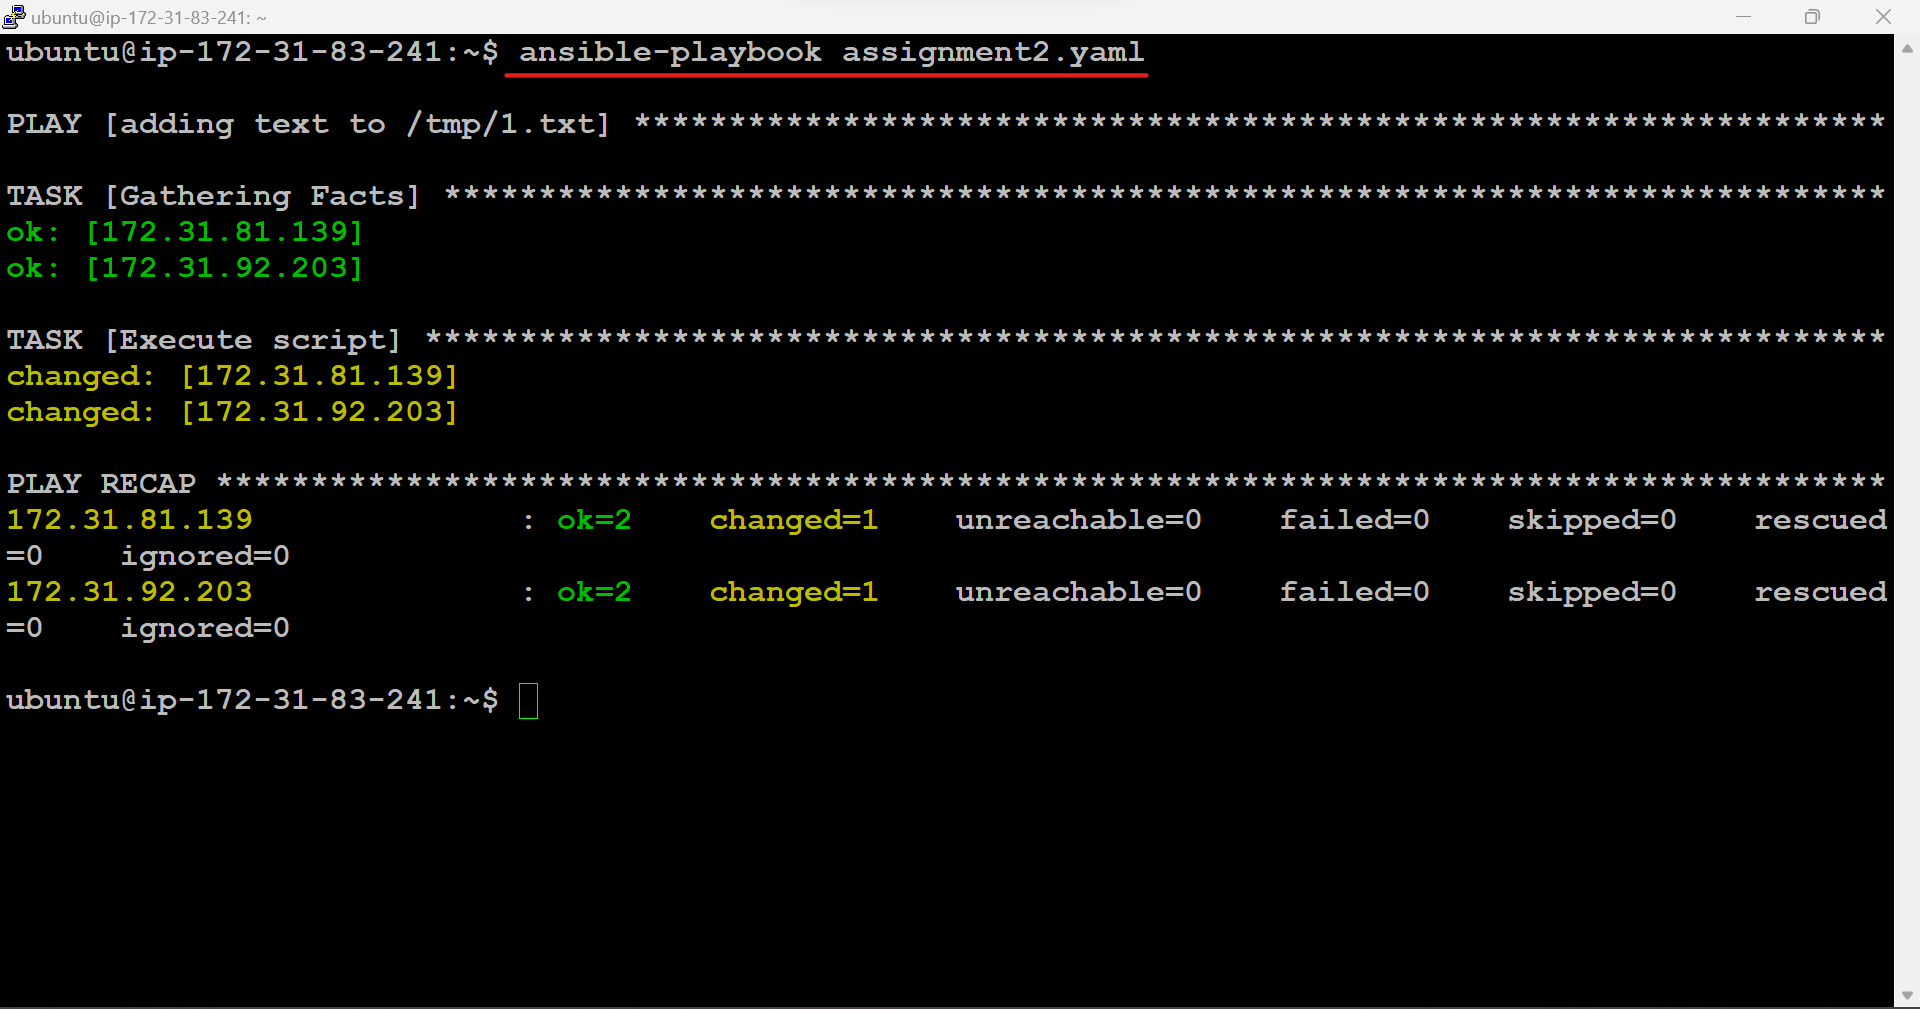 ubuntu@ip-172-31-83-241: ~
ubuntu@ip-172-31-83-241:~$ ansible-playbook assignment2.yaml
PLAY [adding text to /tmp/1.txt] ******************************************************************
TASK [Gathering Facts] ****************************************************************************
ok: [172.31.81.139]
ok: [172.31.92.203]
TASK [Execute script] *****************************************************************************
changed: [172.31.81.139]
changed: [172.31.92.203]
PLAY RECAP ****************************************************************************************
172.31.81.139              : ok=2    changed=1    unreachable=0    failed=0    skipped=0    rescued
=0    ignored=0
172.31.92.203              : ok=2    changed=1    unreachable=0    failed=0    skipped=0    rescued
=0    ignored=0
ubuntu@ip-172-31-83-241:~$